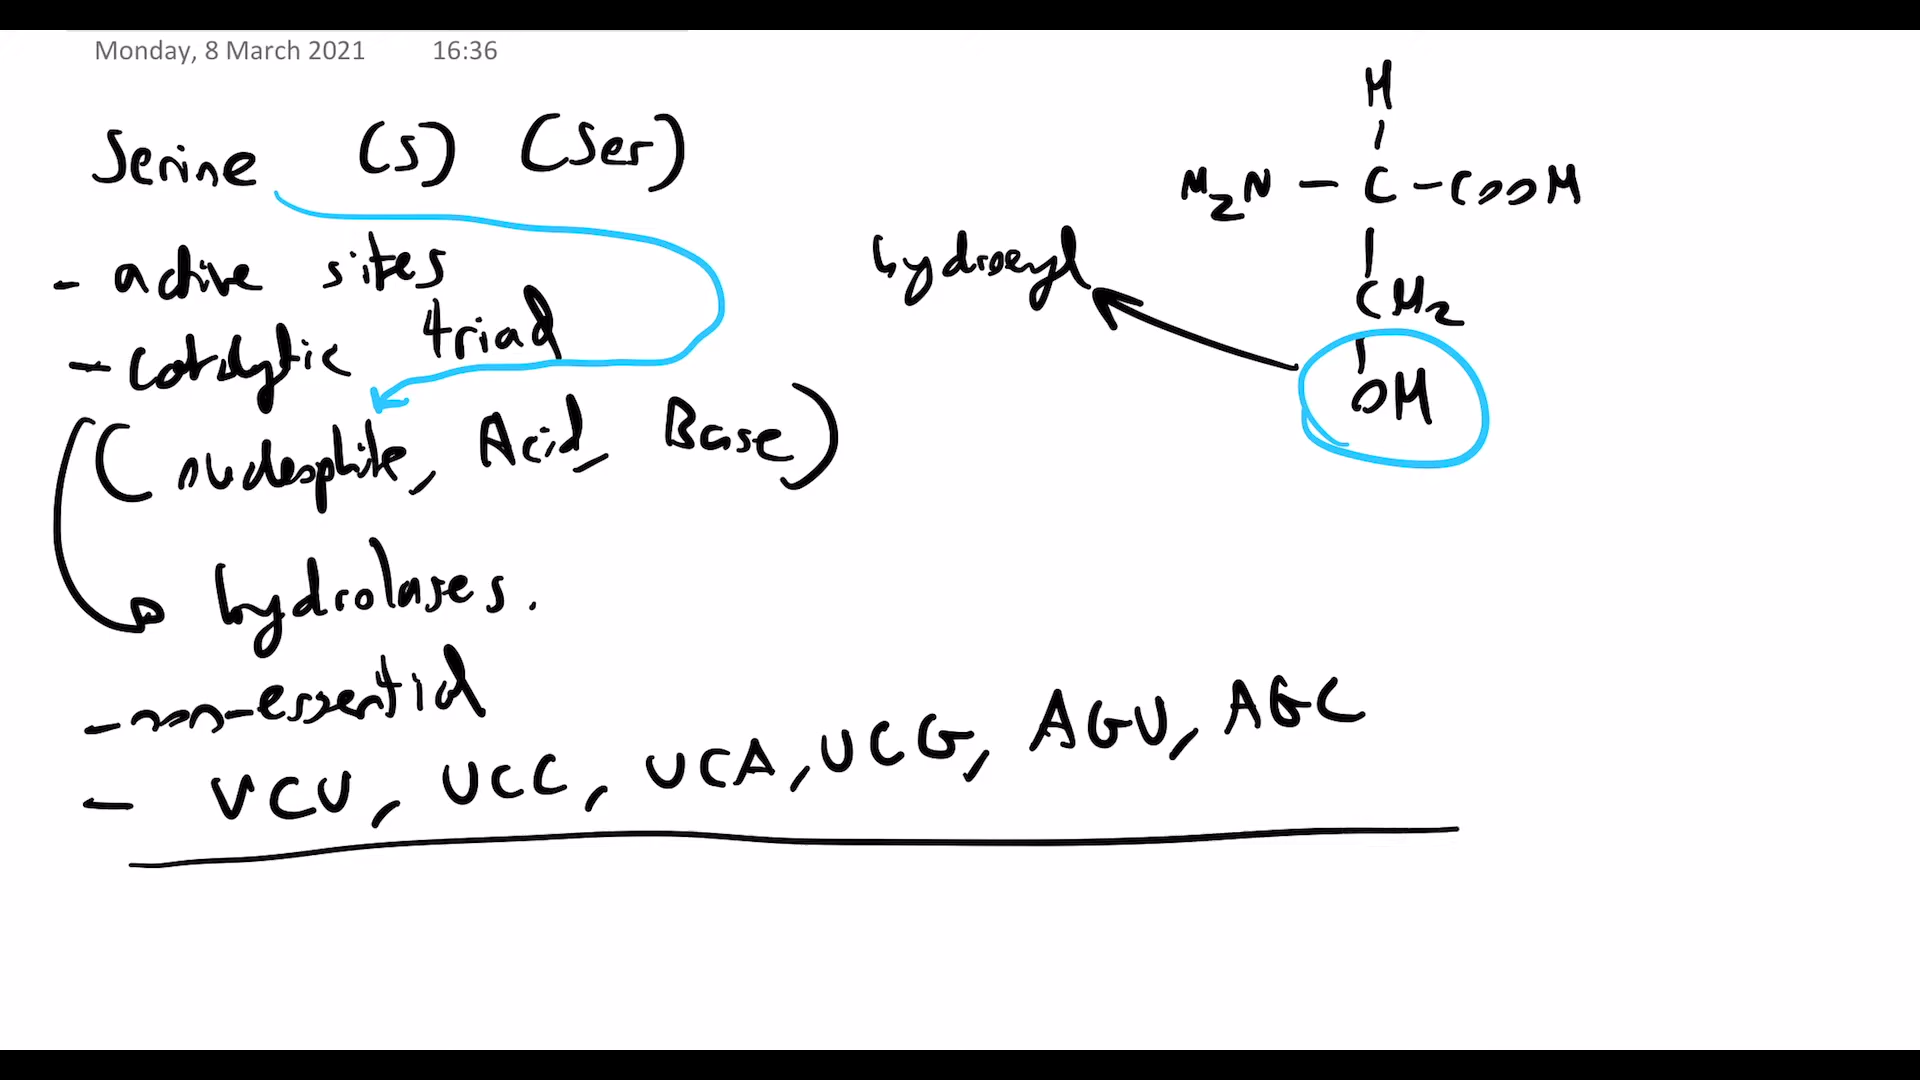 Monday, 8 March 2021 16:36
Serine (S) (Ser)
- active sites
- catalytic triad
(nucleophile, Acid, Base)
hydrolases.
- non-essential
- UCU, UCC, UCA, UCG, AGU, AGC
H
H2N - C - COOH
CH2
OH
hydroxyl